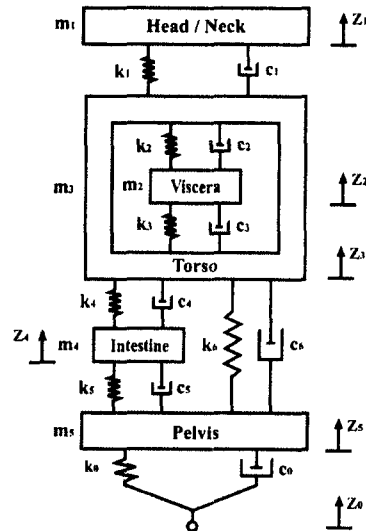 m₁ Head / Neck Z₁
k₁ c₁
k₂ c₂
m₂ Viscera Z₂
m₃
k₃ c₃
Torso Z₃
k₄ c₄
Z₄ m₄ Intestine k₆ c₆
k₅ c₅
m₅ Pelvis Z₅
k₀ c₀
Z₀